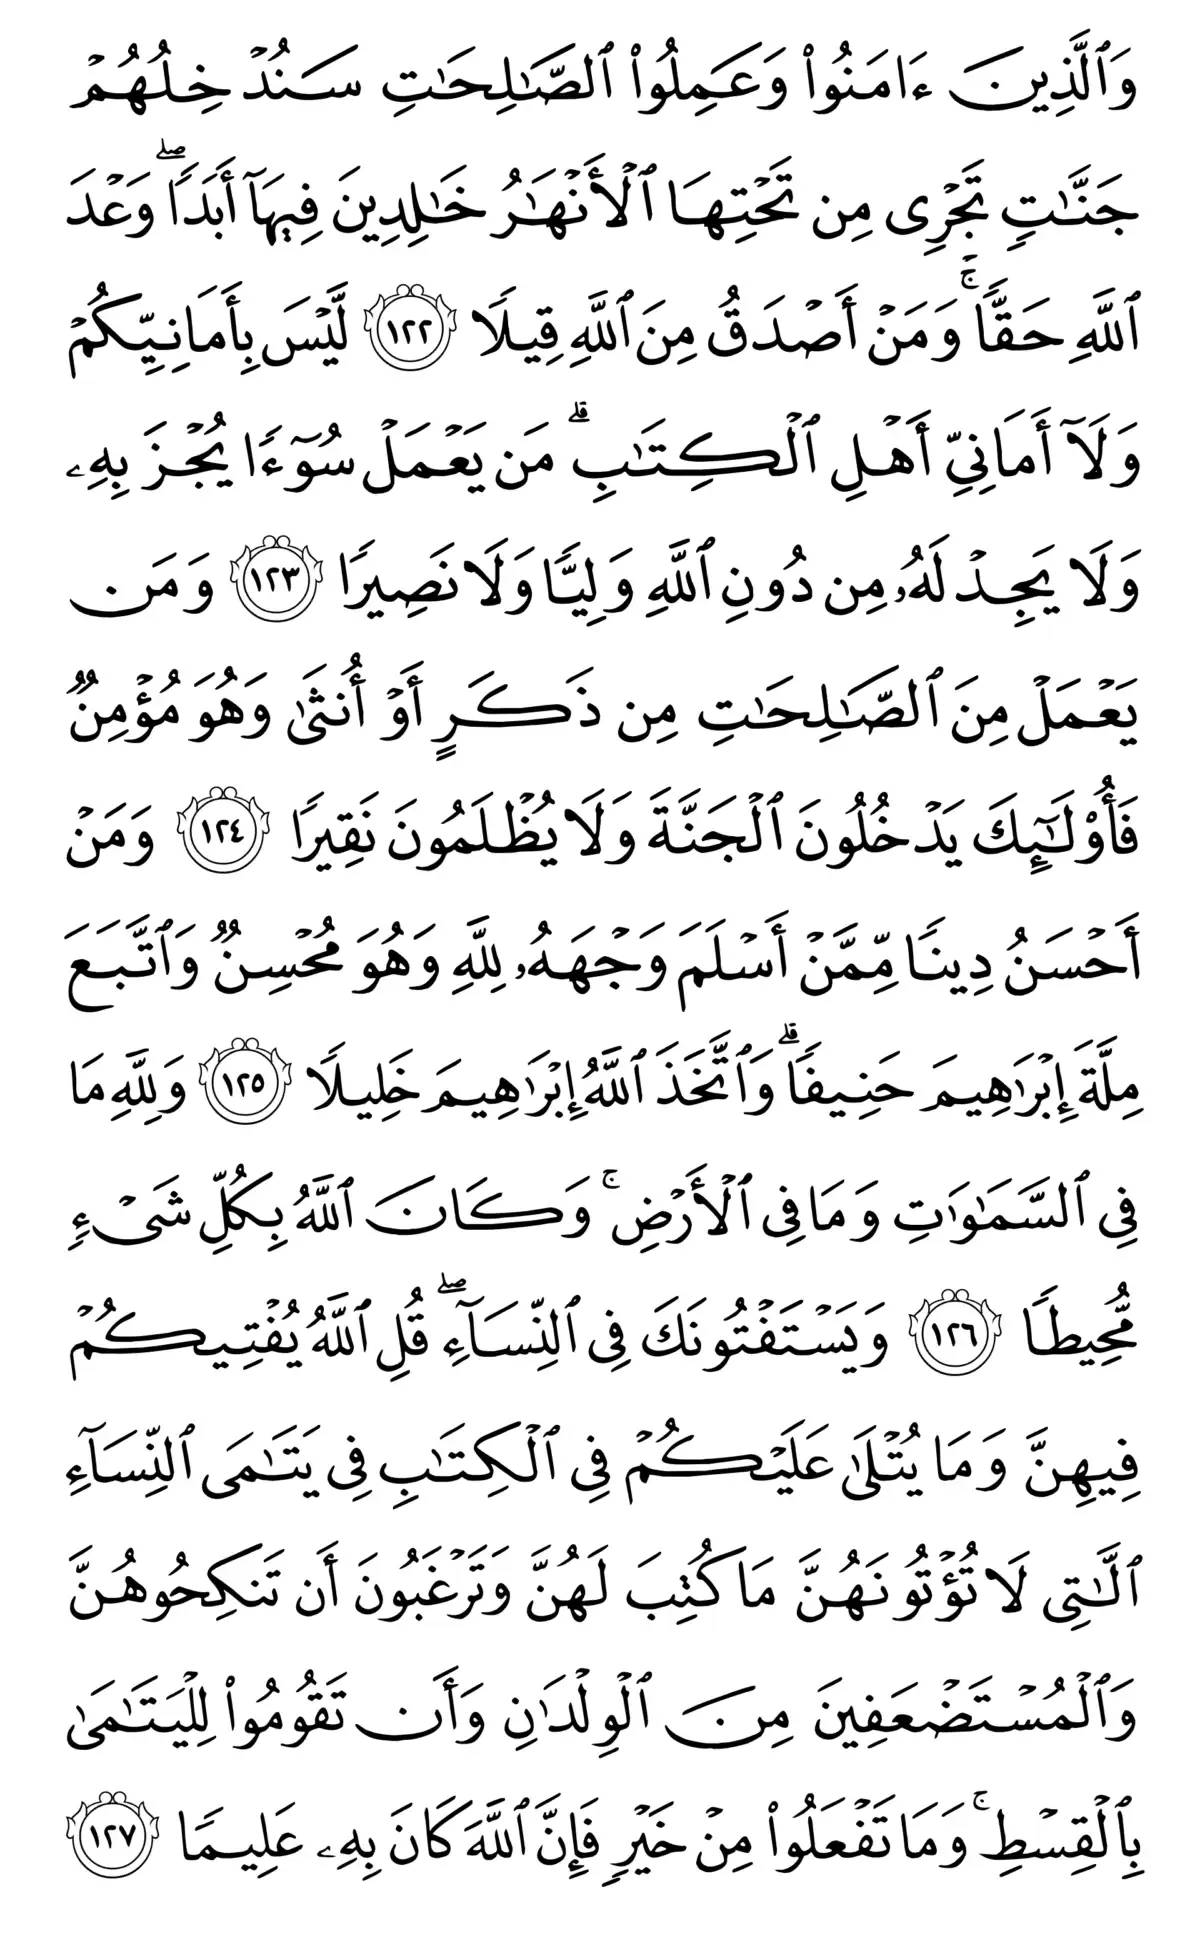 وَٱلَّذِينَ ءَامَنُوا۟ وَعَمِلُوا۟ ٱلصَّـٰلِحَـٰتِ سَنُدۡخِلُهُمۡ
جَنَّـٰتٍ تَجۡرِى مِن تَحۡتِهَا ٱلۡأَنۡهَـٰرُ خَـٰلِدِينَ فِيهَآ أَبَدًاۖ وَعۡدَ
ٱللَّهِ حَقًّاۚ وَمَنۡ أَصۡدَقُ مِنَ ٱللَّهِ قِيلًا ١٢٢ لَّيۡسَ بِأَمَانِيِّكُمۡ
وَلَآ أَمَانِىِّ أَهۡلِ ٱلۡكِتَـٰبِۗ مَن يَعۡمَلۡ سُوٓءًا يُجۡزَ بِهِۦ
وَلَا يَجِدۡ لَهُۥ مِن دُونِ ٱللَّهِ وَلِيًّا وَلَا نَصِيرًا ١٢٣ وَمَن
يَعۡمَلۡ مِنَ ٱلصَّـٰلِحَـٰتِ مِن ذَكَرٍ أَوۡ أُنثَىٰ وَهُوَ مُؤۡمِنٌ
فَأُو۟لَـٰٓئِكَ يَدۡخُلُونَ ٱلۡجَنَّةَ وَلَا يُظۡلَمُونَ نَقِيرًا ١٢٤ وَمَنۡ
أَحۡسَنُ دِينًا مِّمَّنۡ أَسۡلَمَ وَجۡهَهُۥ لِلَّهِ وَهُوَ مُحۡسِنٌ وَٱتَّبَعَ
مِلَّةَ إِبۡرَٰهِيمَ حَنِيفًاۗ وَٱتَّخَذَ ٱللَّهُ إِبۡرَٰهِيمَ خَلِيلًا ١٢٥ وَلِلَّهِ مَا
فِى ٱلسَّمَـٰوَٰتِ وَمَا فِى ٱلۡأَرۡضِۚ وَكَانَ ٱللَّهُ بِكُلِّ شَىۡءٍ
مُّحِيطًا ١٢٦ وَيَسۡتَفۡتُونَكَ فِى ٱلنِّسَآءِۖ قُلِ ٱللَّهُ يُفۡتِيكُمۡ
فِيهِنَّ وَمَا يُتۡلَىٰ عَلَيۡكُمۡ فِى ٱلۡكِتَـٰبِ فِى يَتَـٰمَى ٱلنِّسَآءِ
ٱلَّـٰتِى لَا تُؤۡتُونَهُنَّ مَا كُتِبَ لَهُنَّ وَتَرۡغَبُونَ أَن تَنكِحُوهُنَّ
وَٱلۡمُسۡتَضۡعَفِينَ مِنَ ٱلۡوِلۡدَٰنِ وَأَن تَقُومُوا۟ لِلۡيَتَـٰمَىٰ
بِٱلۡقِسۡطِۚ وَمَا تَفۡعَلُوا۟ مِنۡ خَيۡرٍ فَإِنَّ ٱللَّهَ كَانَ بِهِۦ عَلِيمًا ١٢٧